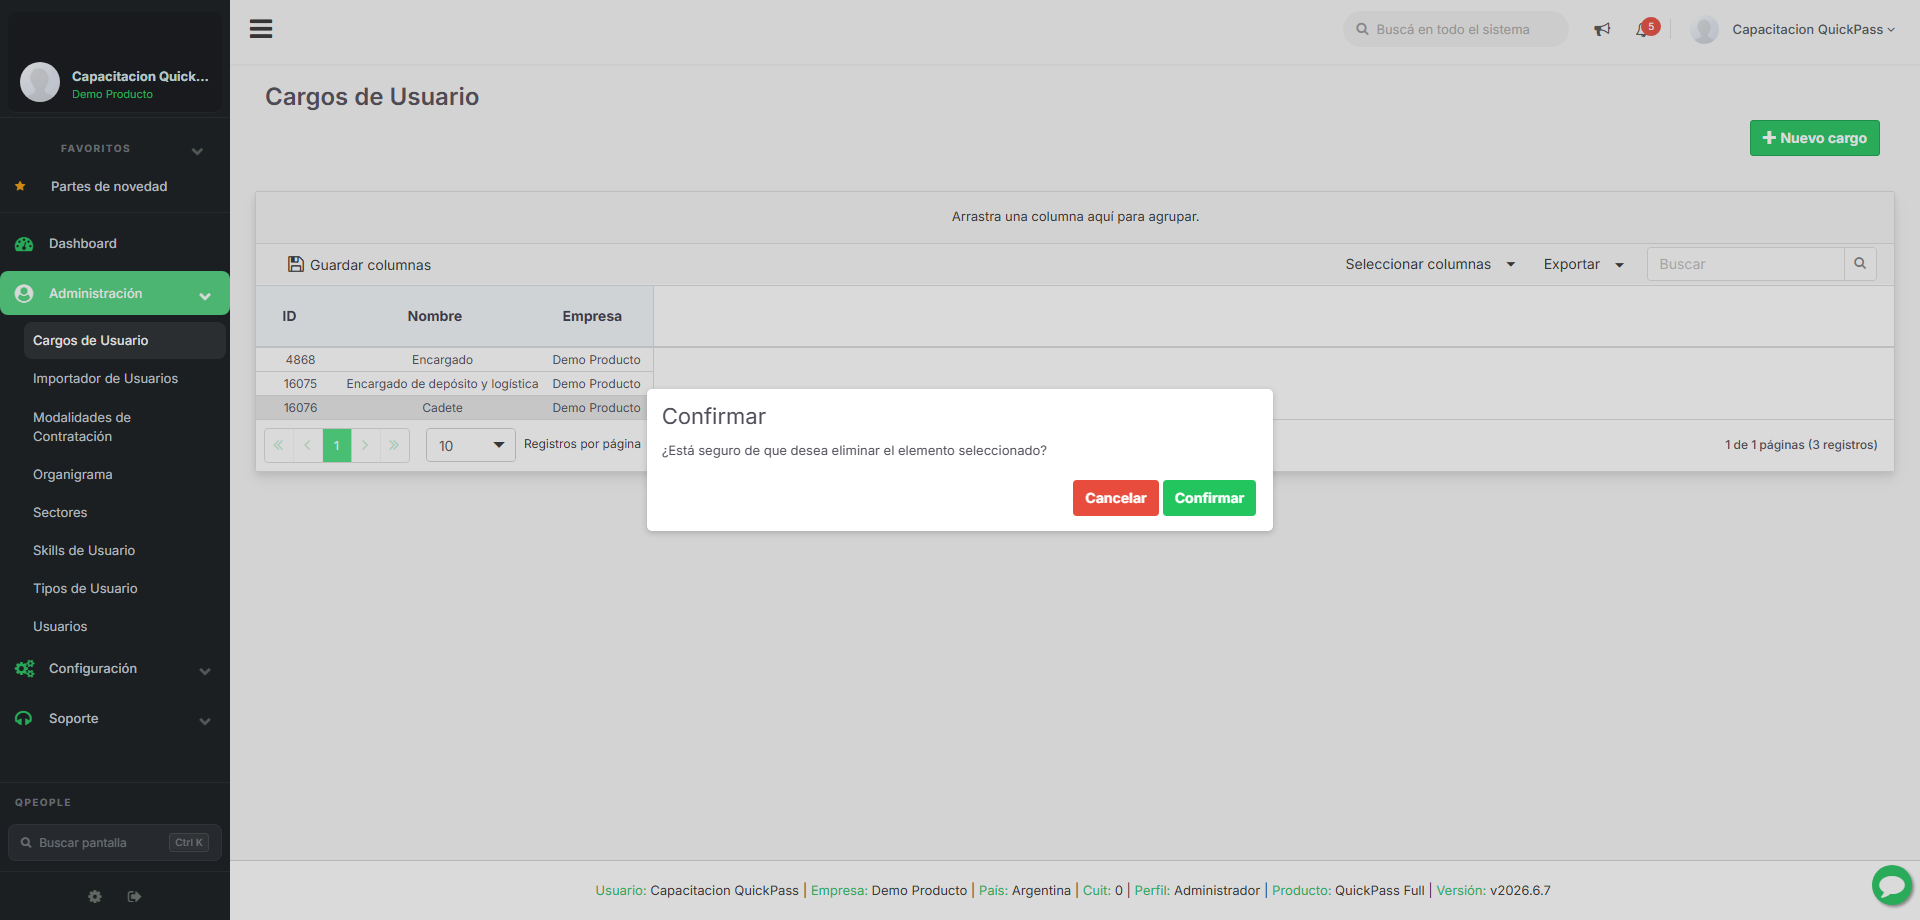 Capacitacion Quick...
Demo Producto
FAVORITOS
Partes de novedad
Dashboard
Administración
Cargos de Usuario
Importador de Usuarios
Modalidades de
Contratación
Organigrama
Sectores
Skills de Usuario
Tipos de Usuario
Usuarios
Configuración
Soporte
QPEOPLE
Buscar pantalla Ctrl K
Buscá en todo el sistema 5 Capacitacion QuickPass
Cargos de Usuario
Nuevo cargo
Arrastra una columna aquí para agrupar.
Guardar columnas Seleccionar columnas Exportar Buscar
ID Nombre Empresa
4868 Encargado Demo Producto
16075 Encargado de depósito y logística Demo Producto
16076 Cadete Demo Producto
« ‹ 1 › » 10 Registros por página 1 de 1 páginas (3 registros)
Confirmar
¿Está seguro de que desea eliminar el elemento seleccionado?
Cancelar Confirmar
Usuario: Capacitacion QuickPass | Empresa: Demo Producto | País: Argentina | Cuit: 0 | Perfil: Administrador | Producto: QuickPass Full | Versión: v2026.6.7